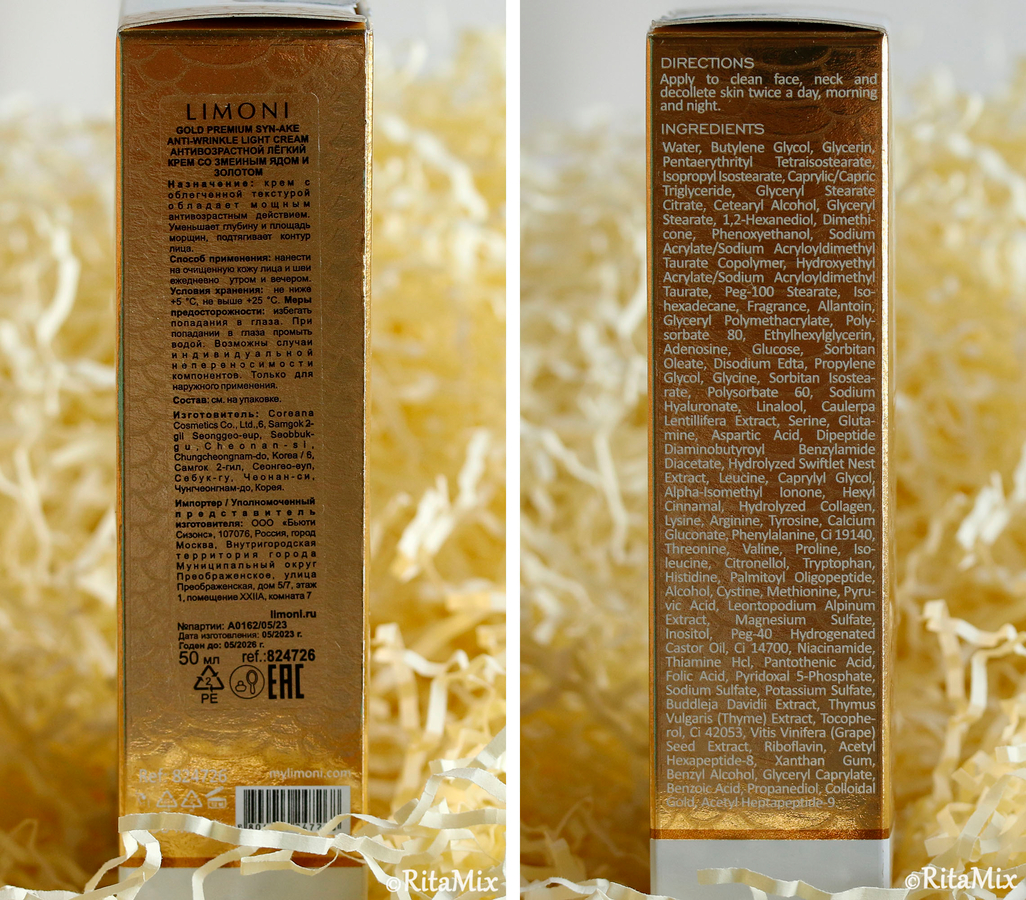 LIMONI
GOLD PREMIUM SYN-AKE
ANTI-WRINKLE LIGHT CREAM
АНТИВОЗРАСТНОЙ ЛЁГКИЙ
КРЕМ СО ЗМЕИНЫМ ЯДОМ И
ЗОЛОТОМ
Назначение: крем с
облегченной текстурой
обладает мощным
антивозрастным действием.
Уменьшает глубину и площадь
морщин, подтягивает контур
лица.
Способ применения: нанести
на очищенную кожу лица и шеи
ежедневно утром и вечером.
Условия хранения: не ниже
+5 °С, не выше +25 °С. Меры
предосторожности: избегать
попадания в глаза. При
попадании в глаза промыть
водой. Возможны случаи
индивидуальной
непереносимости
компонентов. Только для
наружного применения.
Состав: см. на упаковке.
Изготовитель: Coreana
Cosmetics Co., Ltd.,6, Samgok 2-
gil Seonggeo-eup, Seobbuk-
gu, Cheonan-si,
Chungcheongnam-do, Korea / 6,
Самгок 2-гил, Сеонгео-еуп,
Себук-гу, Чеонан-си,
Чунгчеонгнам-до, Корея.
Импортер / Уполномоченный
представитель
изготовителя: ООО «Бьюти
Сизонс», 107076, Россия, город
Москва, Внутригородская
территория города
Муниципальный округ
Преображенское, улица
Преображенская, дом 5/7, этаж
1, помещение XXIIA, комната 7
limoni.ru
№партии: A0162/05/23
Дата изготовления: 05/2023 г.
Годен до: 05/2026 г.
50 мл ref.:824726
2
PE
EAC
Ref. 824726 mylimoni.com
©RitaMix
DIRECTIONS
Apply to clean face, neck and
decollete skin twice a day, morning
and night.
INGREDIENTS
Water, Butylene Glycol, Glycerin,
Pentaerythrityl Tetraisostearate,
Isopropyl Isostearate, Caprylic/Capric
Triglyceride, Glyceryl Stearate
Citrate, Cetearyl Alcohol, Glyceryl
Stearate, 1,2-Hexanediol, Dimethi-
cone, Phenoxyethanol, Sodium
Acrylate/Sodium Acryloyldimethyl
Taurate Copolymer, Hydroxyethyl
Acrylate/Sodium Acryloyldimethyl
Taurate, Peg-100 Stearate, Iso-
hexadecane, Fragrance, Allantoin,
Glyceryl Polymethacrylate, Poly-
sorbate 80, Ethylhexylglycerin,
Adenosine, Glucose, Sorbitan
Oleate, Disodium Edta, Propylene
Glycol, Glycine, Sorbitan Isostea-
rate, Polysorbate 60, Sodium
Hyaluronate, Linalool, Caulerpa
Lentillifera Extract, Serine, Gluta-
mine, Aspartic Acid, Dipeptide
Diaminobutyroyl Benzylamide
Diacetate, Hydrolyzed Swiftlet Nest
Extract, Leucine, Caprylyl Glycol,
Alpha-Isomethyl Ionone, Hexyl
Cinnamal, Hydrolyzed Collagen,
Lysine, Arginine, Tyrosine, Calcium
Gluconate, Phenylalanine, Ci 19140,
Threonine, Valine, Proline, Iso-
leucine, Citronellol, Tryptophan,
Histidine, Palmitoyl Oligopeptide,
Alcohol, Cystine, Methionine, Pyru-
vic Acid, Leontopodium Alpinum
Extract, Magnesium Sulfate,
Inositol, Peg-40 Hydrogenated
Castor Oil, Ci 14700, Niacinamide,
Thiamine Hcl, Pantothenic Acid,
Folic Acid, Pyridoxal 5-Phosphate,
Sodium Sulfate, Potassium Sulfate,
Buddleja Davidii Extract, Thymus
Vulgaris (Thyme) Extract, Tocophe-
rol, Ci 42053, Vitis Vinifera (Grape)
Seed Extract, Riboflavin, Acetyl
Hexapeptide-8, Xanthan Gum,
Benzyl Alcohol, Glyceryl Caprylate,
Benzoic Acid, Propanediol, Colloidal
Gold, Acetyl Heptapeptide-9.
©RitaMix